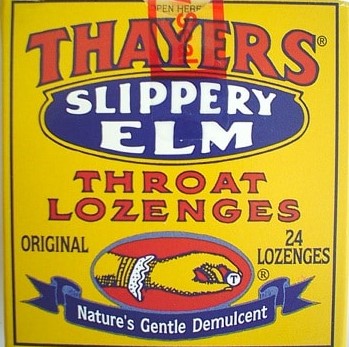 OPEN HERE
THAYERS®
SLIPPERY
ELM
THROAT
LOZENGES
ORIGINAL
24
LOZENGES
T
®
Nature's Gentle Demulcent